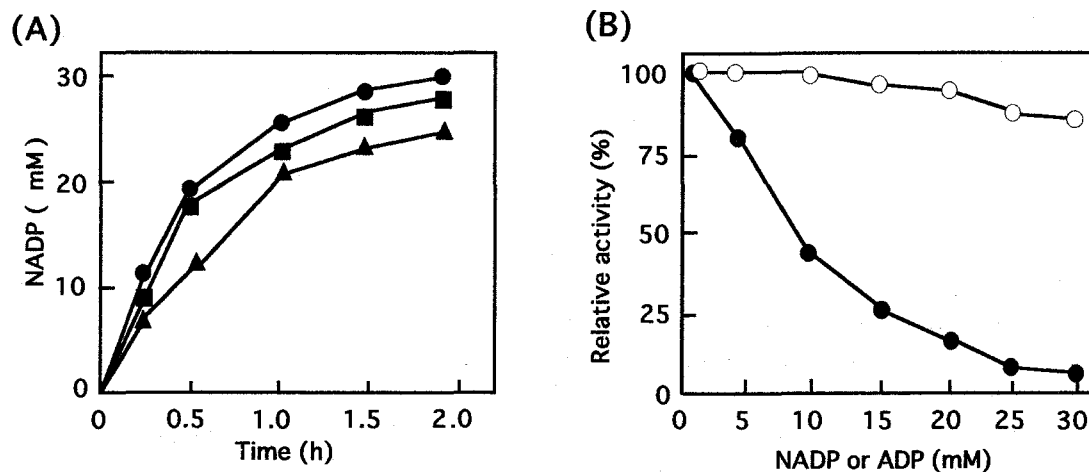 (A)
NADP ( mM)
30
20
10
0
0 0.5 1.0 1.5 2.0
Time (h)
(B)
Relative activity (%)
100
75
50
25
0
0 5 10 15 20 25 30
NADP or ADP (mM)